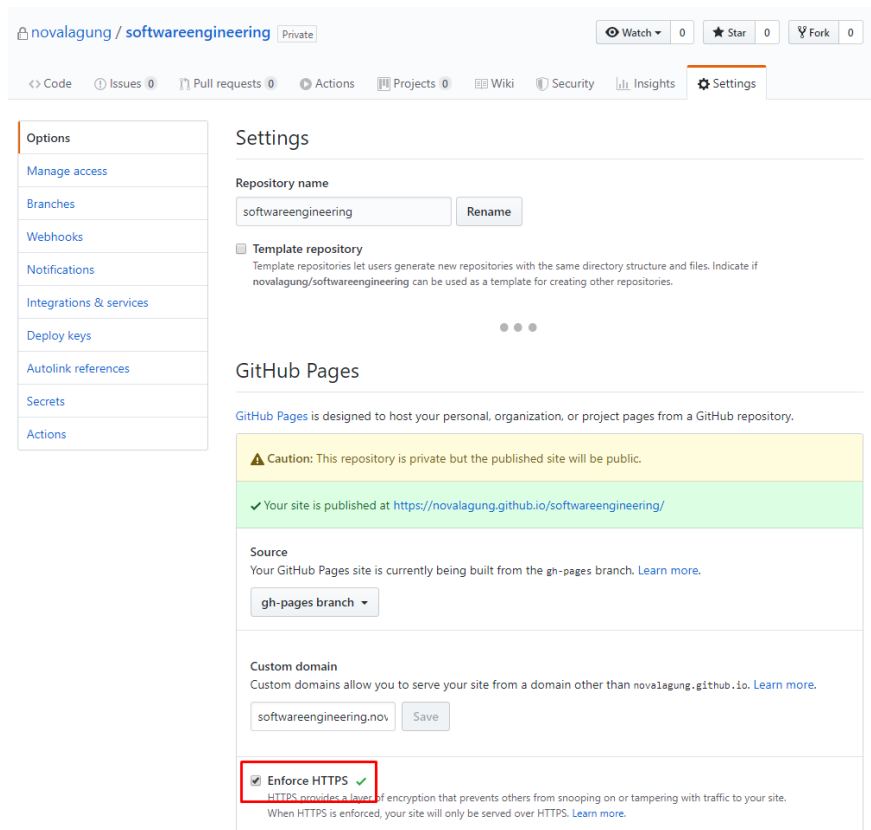 novalagung / softwareengineering Private
Watch 0 Star 0 Fork 0
Code Issues 0 Pull requests 0 Actions Projects 0 Wiki Security Insights Settings
Options
Manage access
Branches
Webhooks
Notifications
Integrations & services
Deploy keys
Autolink references
Secrets
Actions
Settings
Repository name
softwareengineering Rename
Template repository
Template repositories let users generate new repositories with the same directory structure and files. Indicate if
novalagung/softwareengineering can be used as a template for creating other repositories.
GitHub Pages
GitHub Pages is designed to host your personal, organization, or project pages from a GitHub repository.
Caution: This repository is private but the published site will be public.
Your site is published at https://novalagung.github.io/softwareengineering/
Source
Your GitHub Pages site is currently being built from the gh-pages branch. Learn more.
gh-pages branch
Custom domain
Custom domains allow you to serve your site from a domain other than novalagung.github.io. Learn more.
softwareengineering.nov Save
Enforce HTTPS
HTTPS provides a layer of encryption that prevents others from snooping on or tampering with traffic to your site.
When HTTPS is enforced, your site will only be served over HTTPS. Learn more.